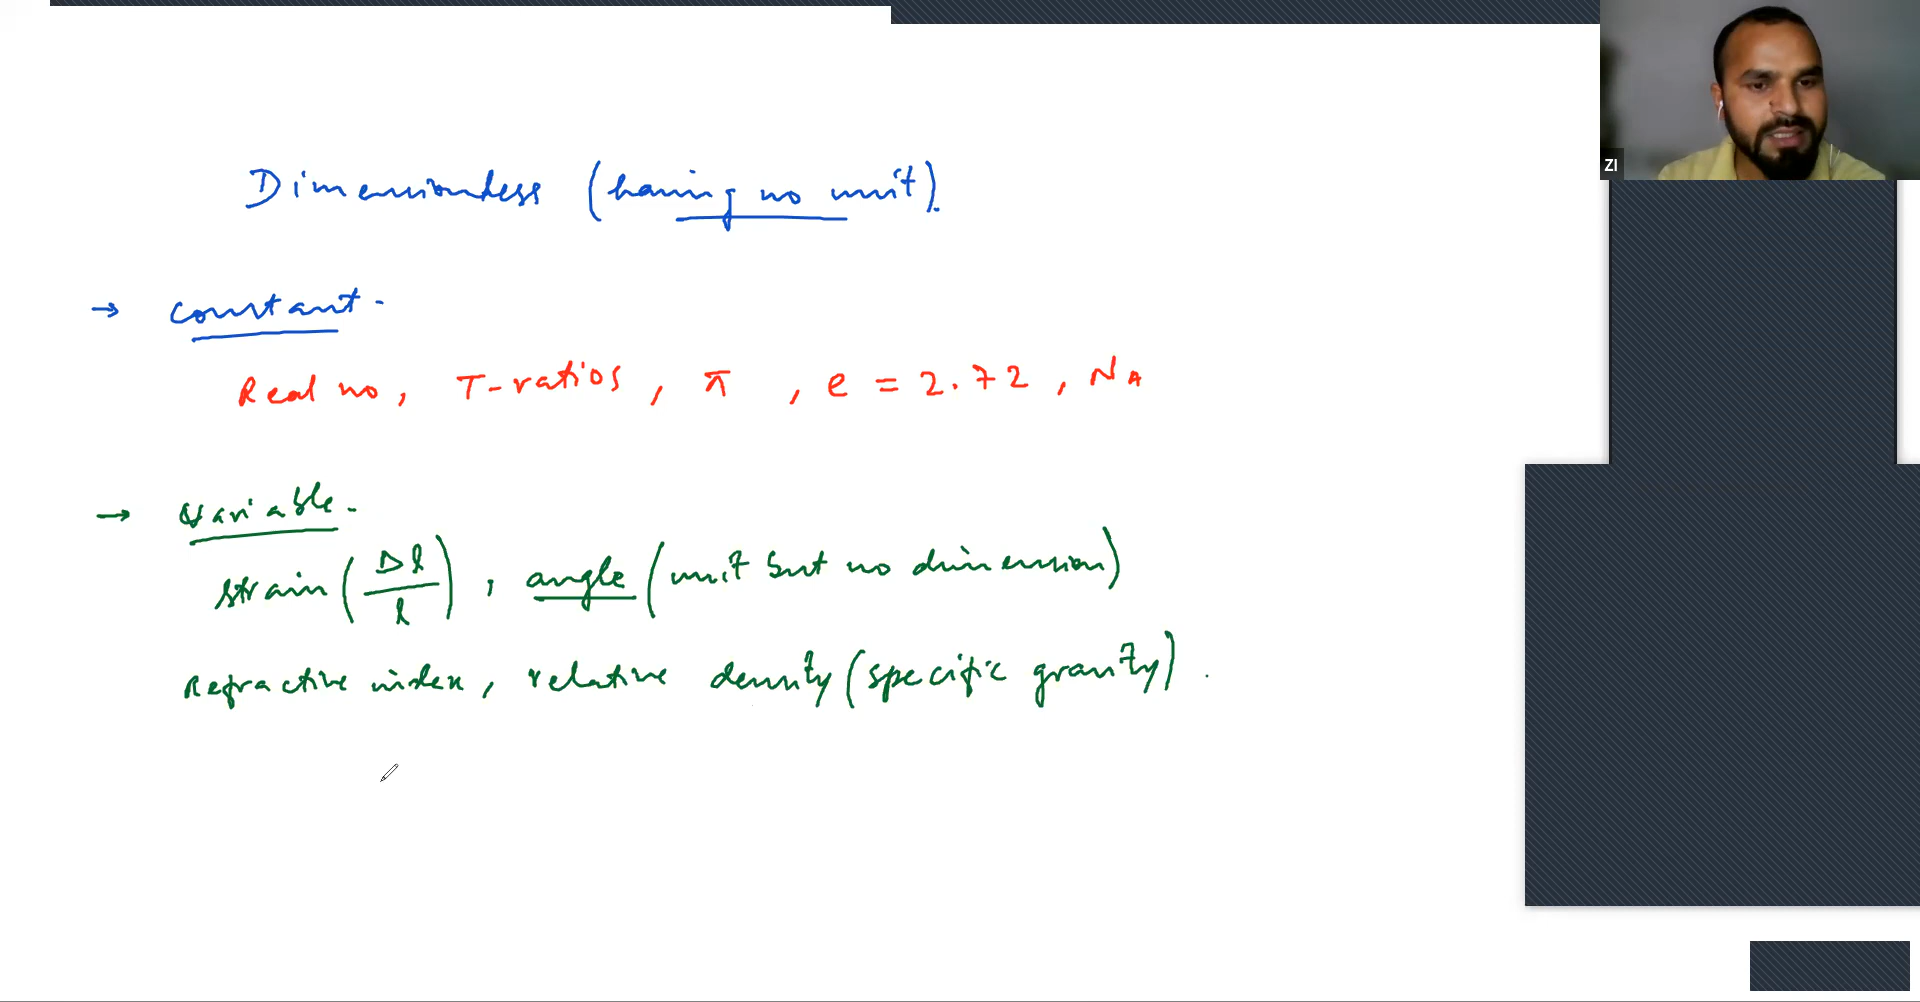 Dimensionless (having no unit).
ZI
→ constant -
Real no, T-ratios, π, e = 2.72, NA
→ variable -
strain (Δl/l), angle (unit but no dimension)
Refractive index, relative density (specific gravity).